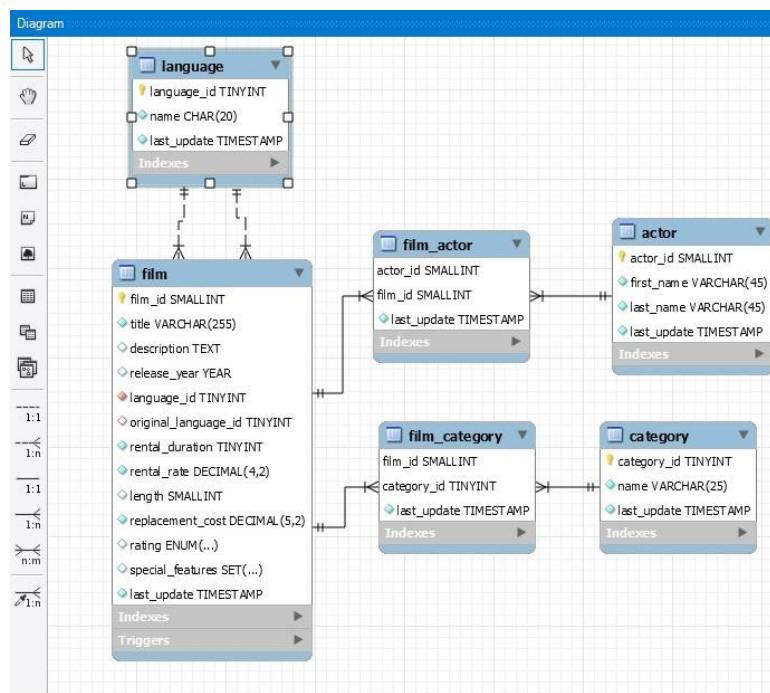 Diagram
language
language_id TINYINT
name CHAR(20)
last_update TIMESTAMP
Indexes
film
film_id SMALLINT
title VARCHAR(255)
description TEXT
release_year YEAR
language_id TINYINT
original_language_id TINYINT
rental_duration TINYINT
rental_rate DECIMAL(4,2)
length SMALLINT
replacement_cost DECIMAL(5,2)
rating ENUM(...)
special_features SET(...)
last_update TIMESTAMP
Indexes
Triggers
film_actor
actor_id SMALLINT
film_id SMALLINT
last_update TIMESTAMP
Indexes
actor
actor_id SMALLINT
first_name VARCHAR(45)
last_name VARCHAR(45)
last_update TIMESTAMP
Indexes
film_category
film_id SMALLINT
category_id TINYINT
last_update TIMESTAMP
Indexes
category
category_id TINYINT
name VARCHAR(25)
last_update TIMESTAMP
Indexes
1:1
1:n
1:1
1:n
n:m
1:n